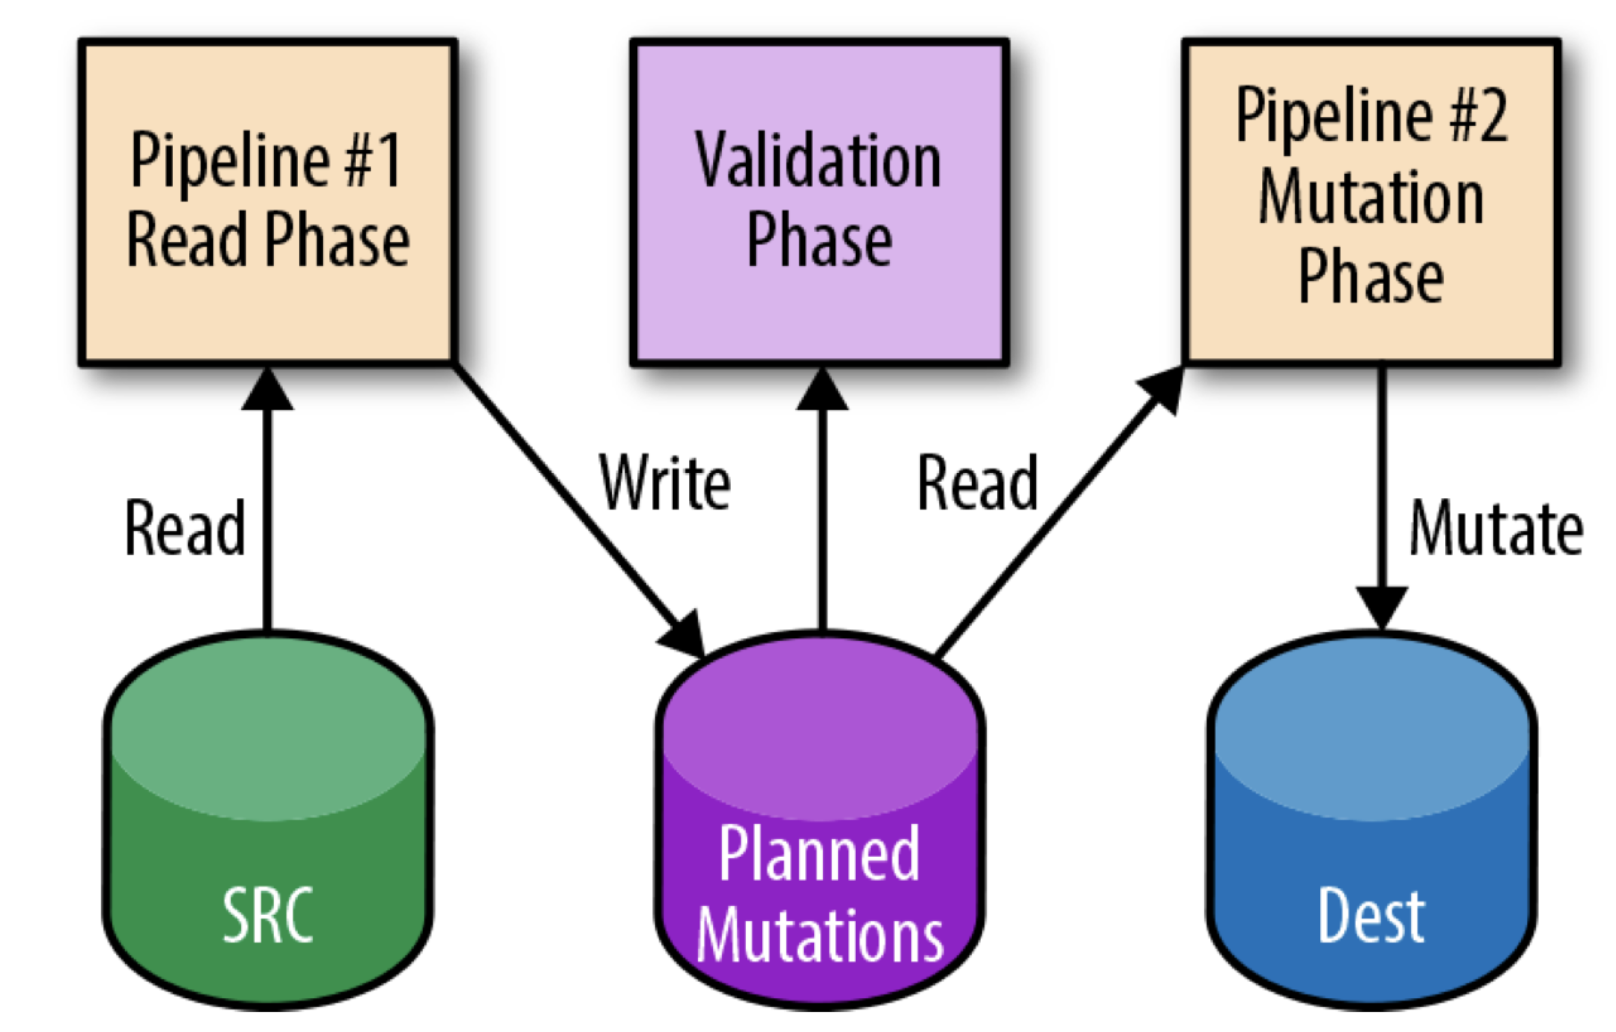 Pipeline #1
Read Phase
Validation
Phase
Pipeline #2
Mutation
Phase
Read
Write
Read
Mutate
SRC
Planned
Mutations
Dest